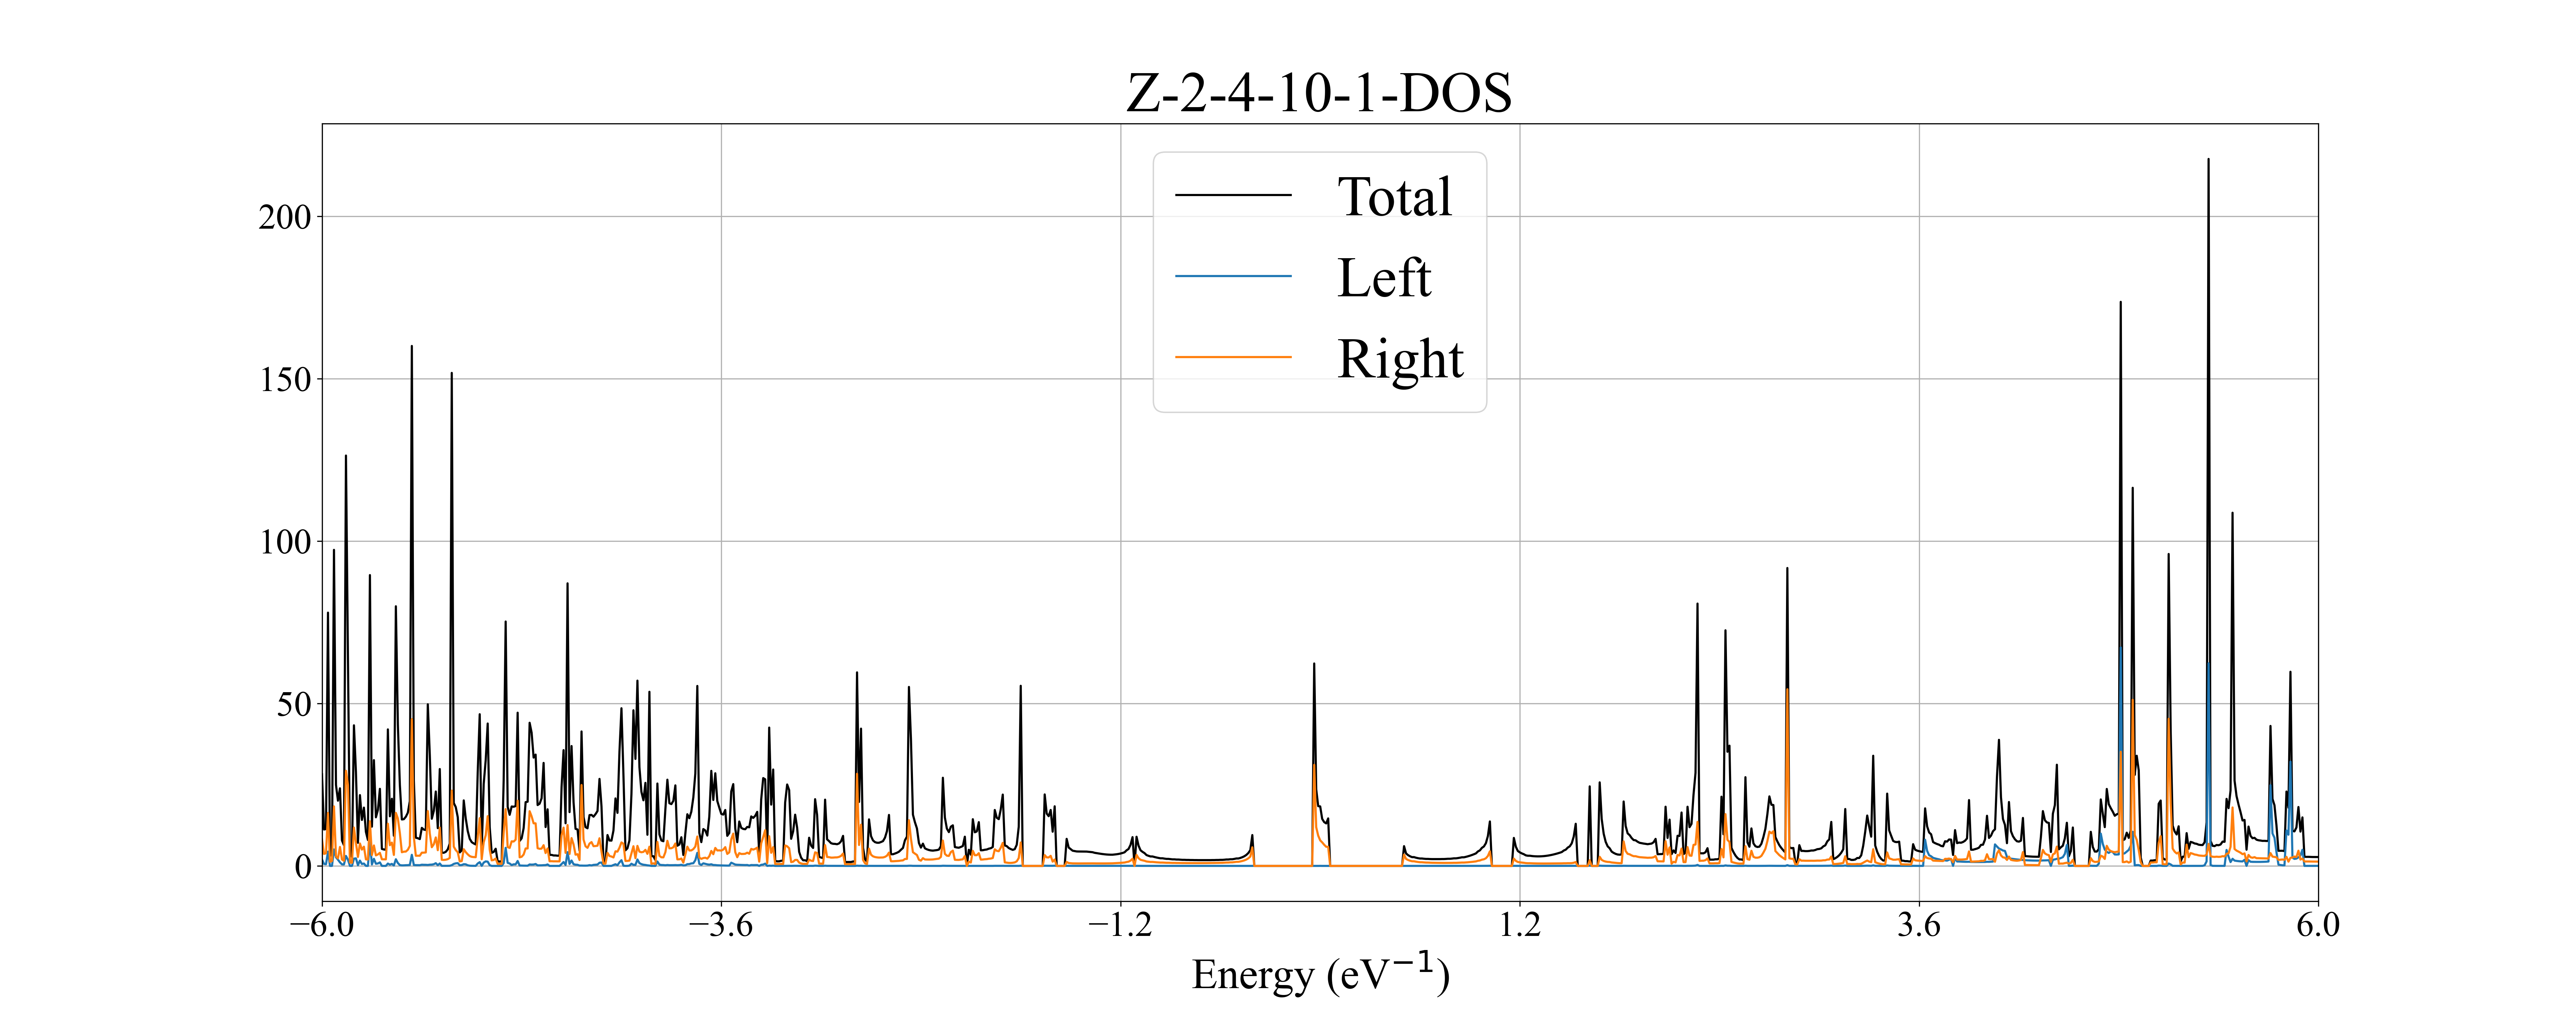 Z-2-4-10-1-DOS
Total
Left
Right
200
150
100
50
0
−6.0 −3.6 −1.2 1.2 3.6 6.0
Energy (eV⁻¹)